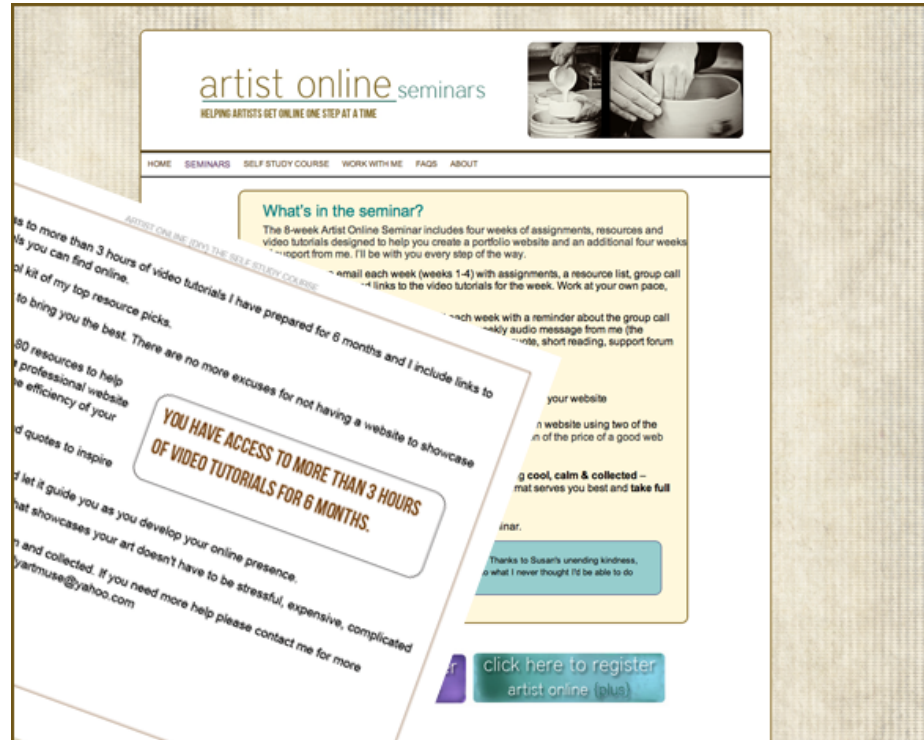 artist online seminars
HELPING ARTISTS GET ONLINE ONE STEP AT A TIME
HOME SEMINARS SELF STUDY COURSE WORK WITH ME FAQS ABOUT
What's in the seminar?
The 8-week Artist Online Seminar includes four weeks of assignments, resources and
video tutorials designed to help you create a portfolio website and an additional four weeks
support from me. I'll be with you every step of the way.
email each week (weeks 1-4) with assignments, a resource list, group call
links to the video tutorials for the week. Work at your own pace,
each week with a reminder about the group call
weekly audio message from me (the
quote, short reading, support forum
your website
website using two of the
of the price of a good web
cool, calm & collected –
serves you best and take full
Thanks to Susan's unending kindness,
what I never thought I'd be able to do
click here to register
artist online (plus)
ARTIST ONLINE (DIY) THE SELF STUDY COURSE
to more than 3 hours of video tutorials I have prepared for 6 months and I include links to
you can find online.
kit of my top resource picks.
to bring you the best. There are no more excuses for not having a website to showcase
80 resources to help
professional website
efficiency of your
quotes to inspire
YOU HAVE ACCESS TO MORE THAN 3 HOURS
OF VIDEO TUTORIALS FOR 6 MONTHS.
let it guide you as you develop your online presence.
that showcases your art doesn't have to be stressful, expensive, complicated
and collected. If you need more help please contact me for more
yartmuse@yahoo.com